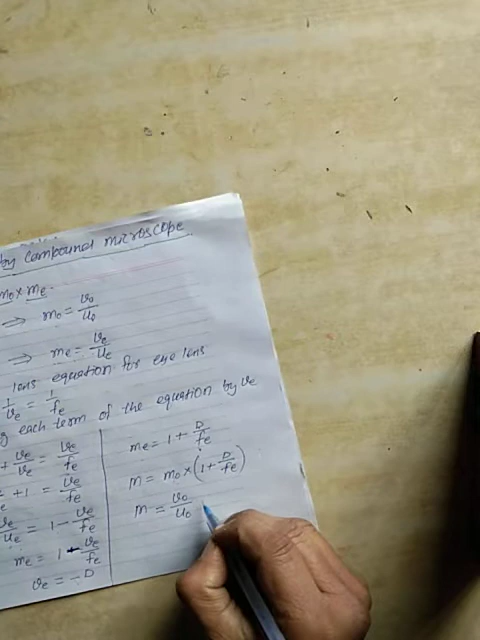 by compound microscope
m₀ × mₑ.
⇒ m₀ = v₀/u₀
⇒ mₑ = vₑ/uₑ
lens equation for eye lens
1/vₑ = 1/fₑ
each term of the equation by vₑ
+ vₑ/vₑ = vₑ/fₑ
+1 = vₑ/fₑ
vₑ/uₑ = 1 - vₑ/fₑ
mₑ = 1 - vₑ/fₑ
vₑ = -D
mₑ = 1 + D/fₑ
M = m₀ × (1 + D/fₑ)
M = v₀/u₀